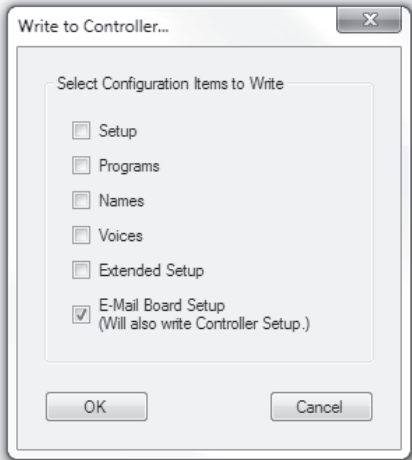 Write to Controller...
Select Configuration Items to Write
Setup
Programs
Names
Voices
Extended Setup
E-Mail Board Setup
(Will also write Controller Setup.)
OK
Cancel